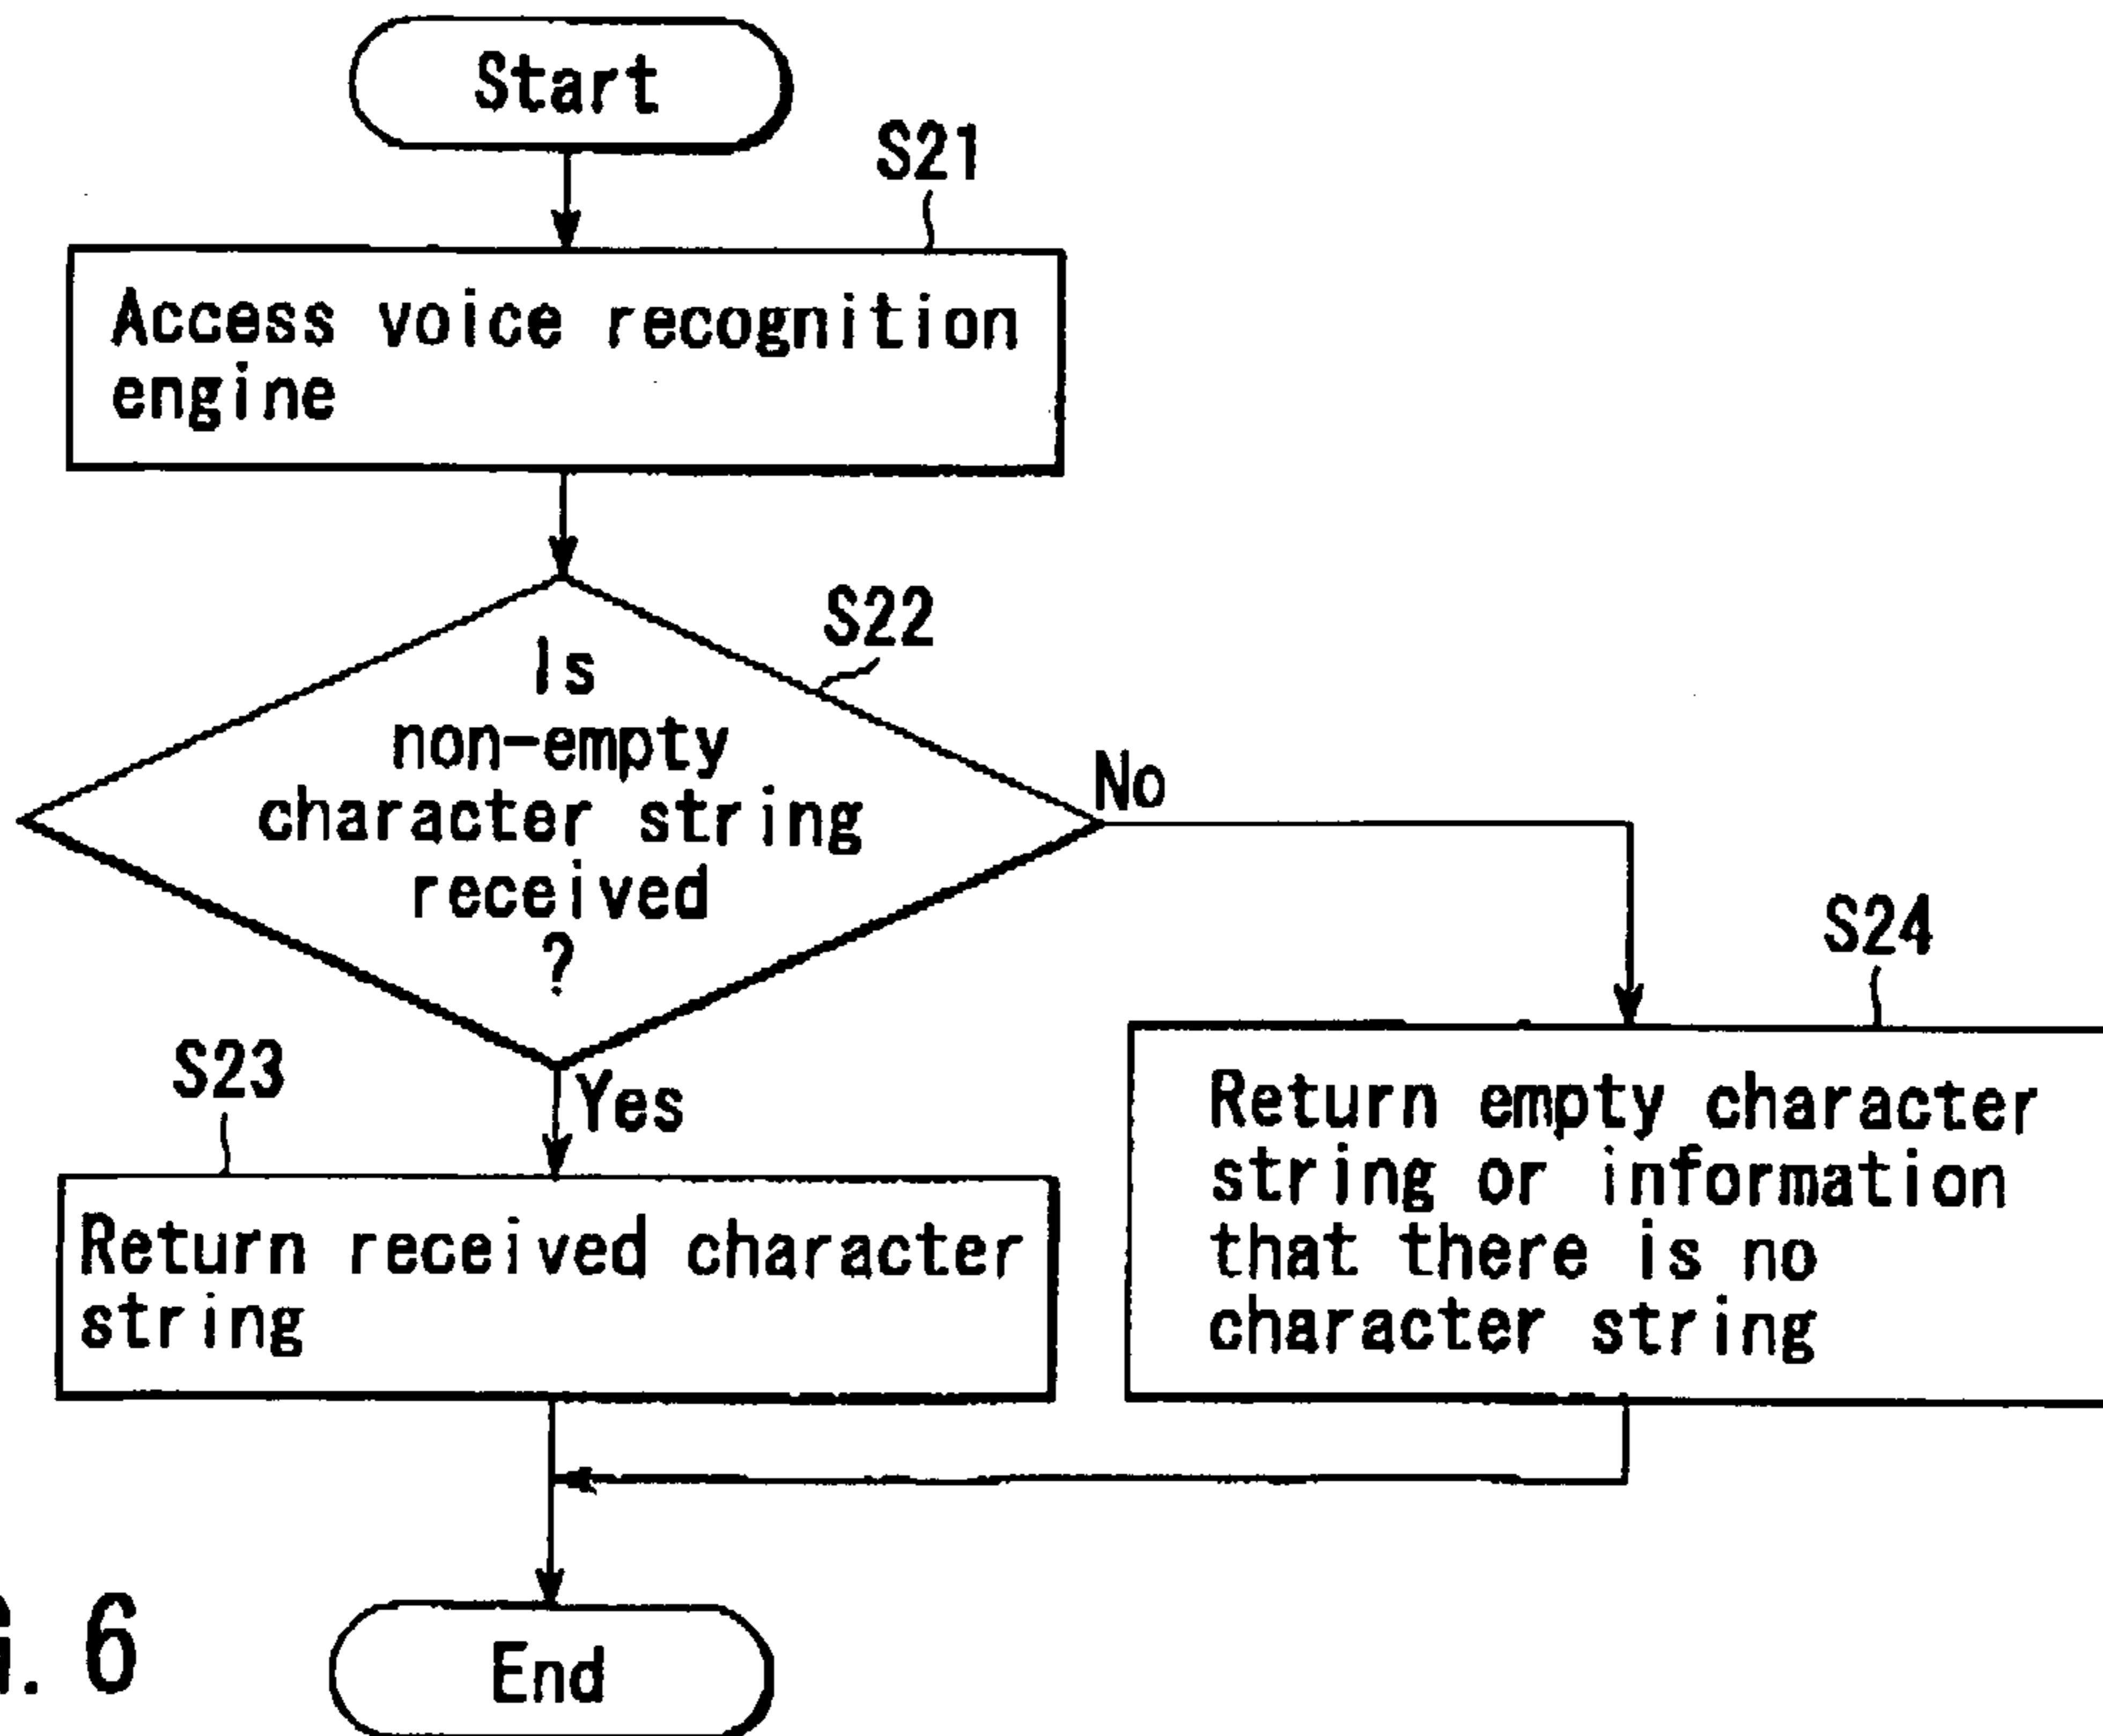 Start
S21
Access voice recognition
engine
S22
Is
non-empty
character string
received
?
No
S24
Yes
S23
Return received character
string
Return empty character
string or information
that there is no
character string
End
6